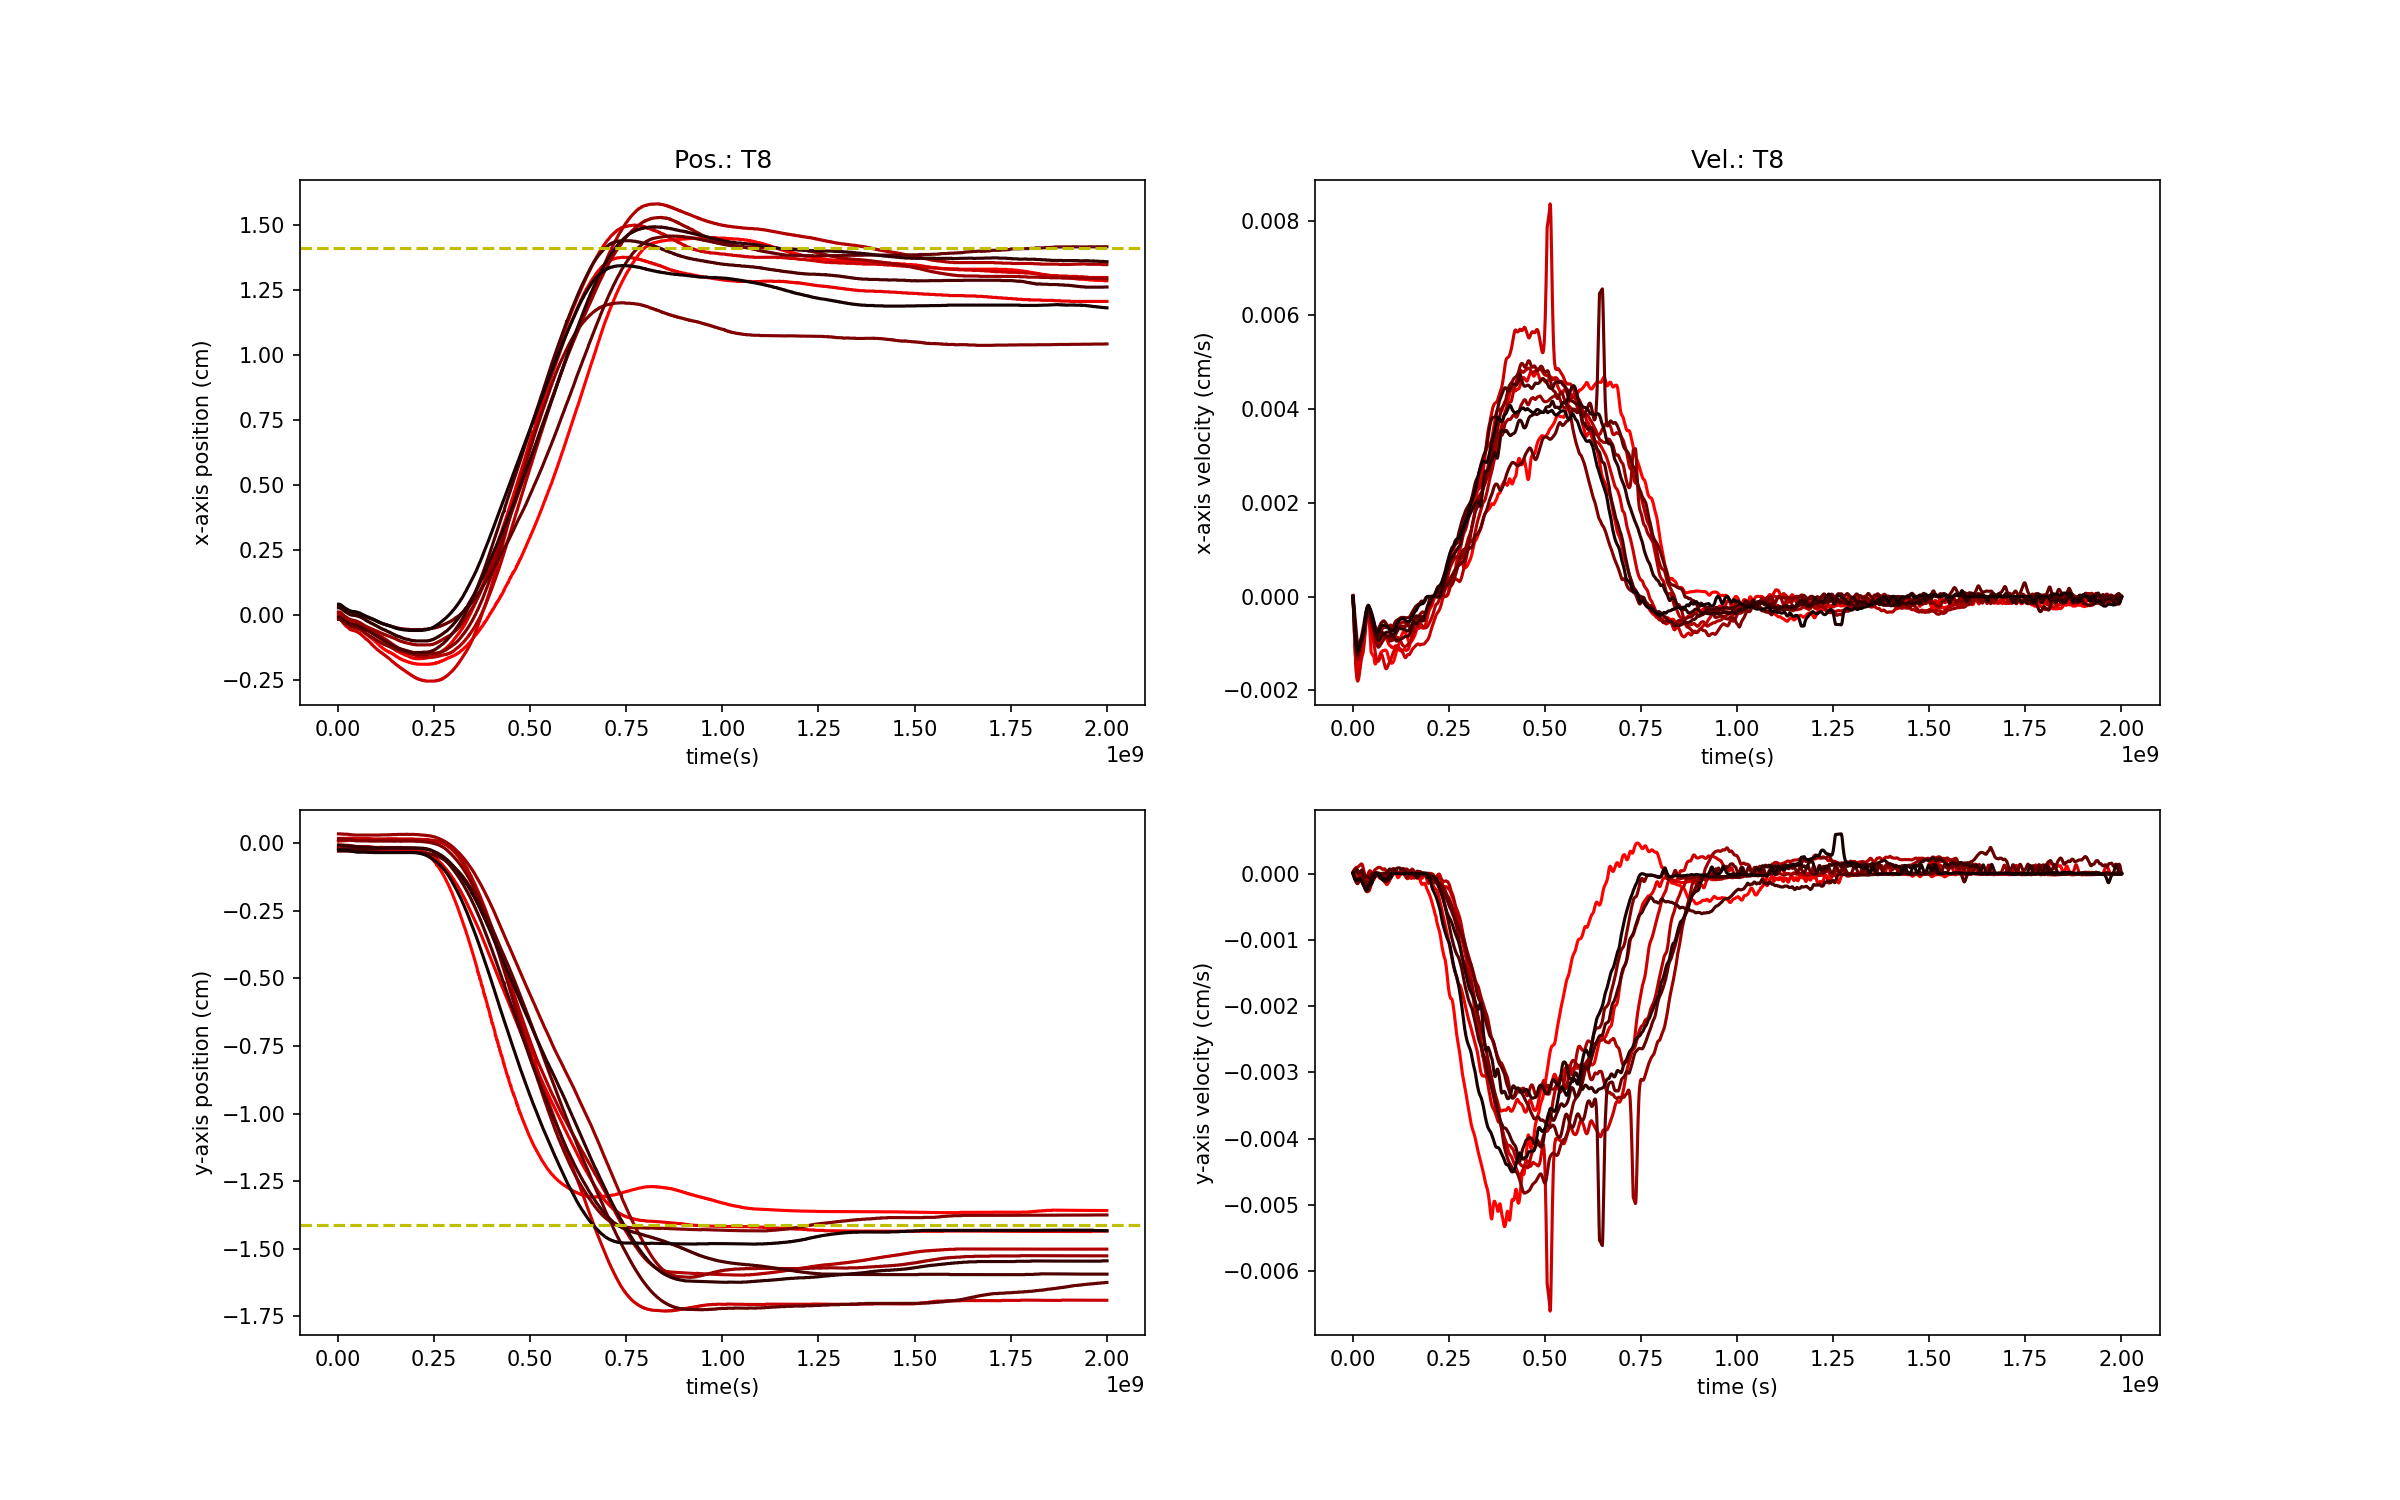 Pos.: T8
x-axis position (cm)
1.50
1.25
1.00
0.75
0.50
0.25
0.00
−0.25
0.00 0.25 0.50 0.75 1.00 1.25 1.50 1.75 2.00
time(s)
1e9
Vel.: T8
x-axis velocity (cm/s)
0.008
0.006
0.004
0.002
0.000
−0.002
0.00 0.25 0.50 0.75 1.00 1.25 1.50 1.75 2.00
time(s)
1e9
y-axis position (cm)
0.00
−0.25
−0.50
−0.75
−1.00
−1.25
−1.50
−1.75
0.00 0.25 0.50 0.75 1.00 1.25 1.50 1.75 2.00
time(s)
1e9
y-axis velocity (cm/s)
0.000
−0.001
−0.002
−0.003
−0.004
−0.005
−0.006
0.00 0.25 0.50 0.75 1.00 1.25 1.50 1.75 2.00
time (s)
1e9